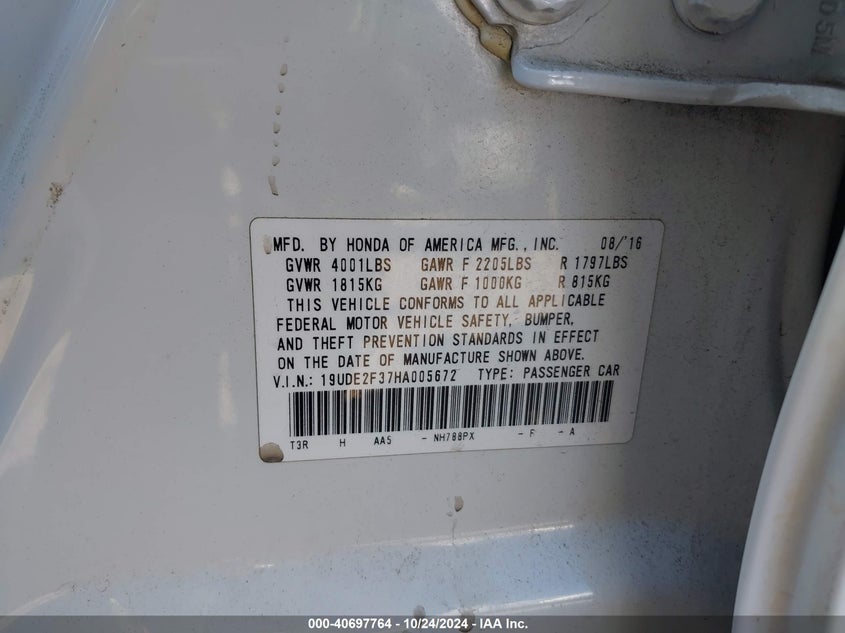 MFD. BY HONDA OF AMERICA MFG., INC. 08/'16
GVWR 4001LBS GAWR F 2205LBS R 1797LBS
GVWR 1815KG GAWR F 1000KG R 815KG
THIS VEHICLE CONFORMS TO ALL APPLICABLE
FEDERAL MOTOR VEHICLE SAFETY, BUMPER,
AND THEFT PREVENTION STANDARDS IN EFFECT
ON THE DATE OF MANUFACTURE SHOWN ABOVE.
V.I.N.: 19UDE2F37HA005672 TYPE: PASSENGER CAR
T3R H AA5 - NH788PX - F - A
000-40697764 - 10/24/2024 - IAA Inc.